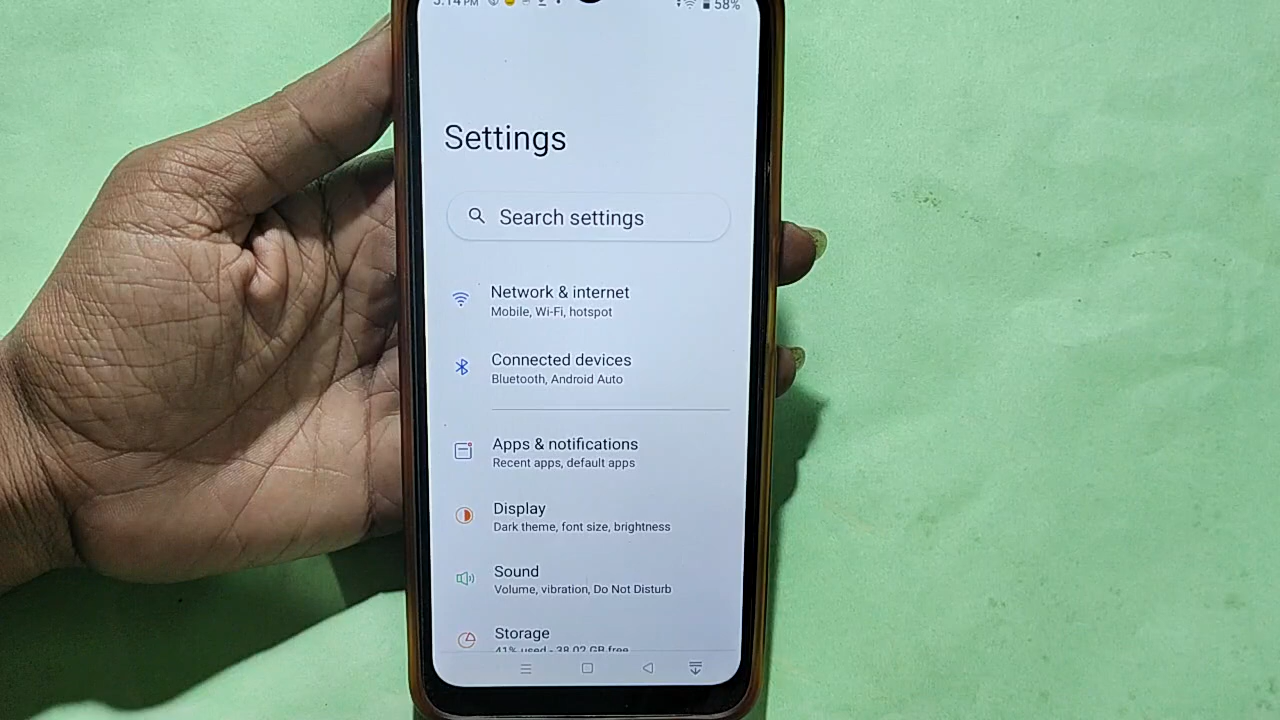 5:14 PM 58%
Settings
Search settings
Network & internet
Mobile, Wi-Fi, hotspot
Connected devices
Bluetooth, Android Auto
Apps & notifications
Recent apps, default apps
Display
Dark theme, font size, brightness
Sound
Volume, vibration, Do Not Disturb
Storage
41% used - 38.02 GB free